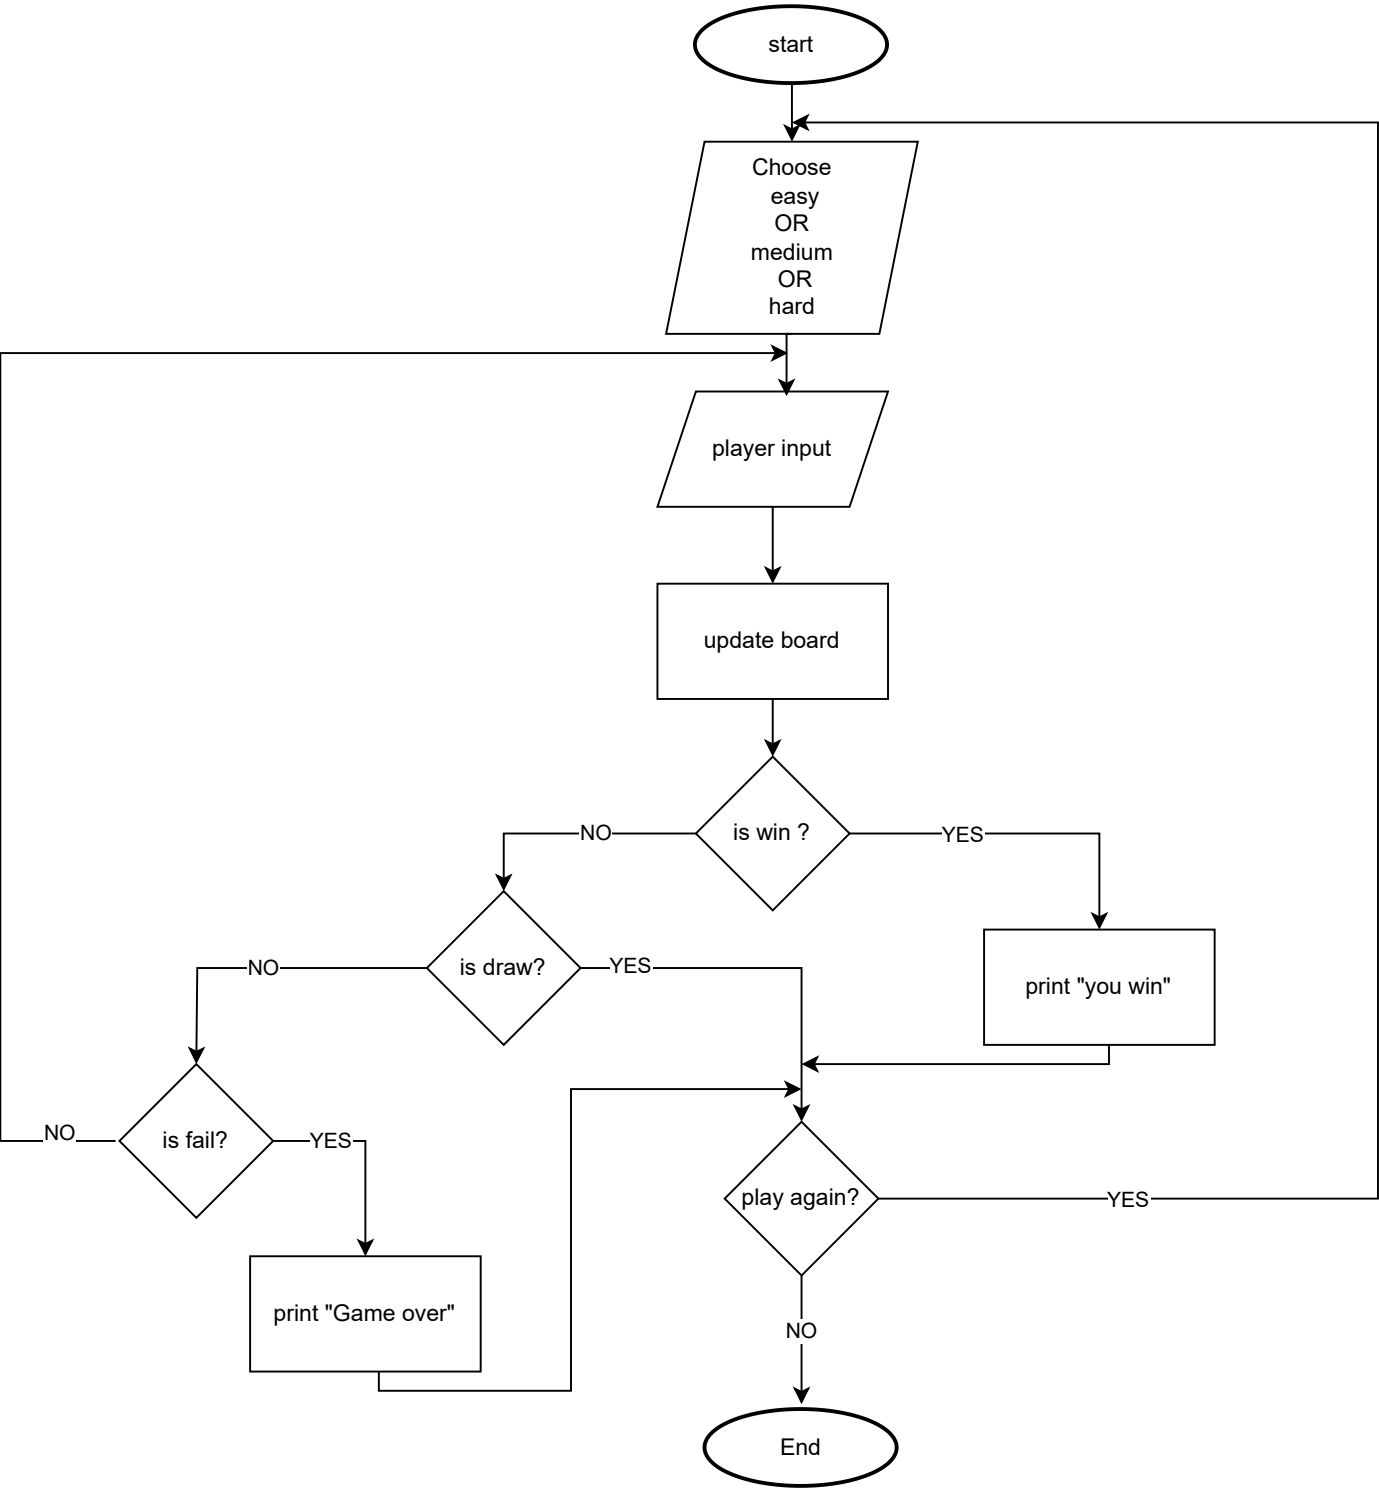 start
Choose
easy
OR
medium
OR
hard
player input
update board
is win ?
NO
YES
is draw?
NO
YES
print "you win"
is fail?
NO
YES
play again?
YES
print "Game over"
NO
End